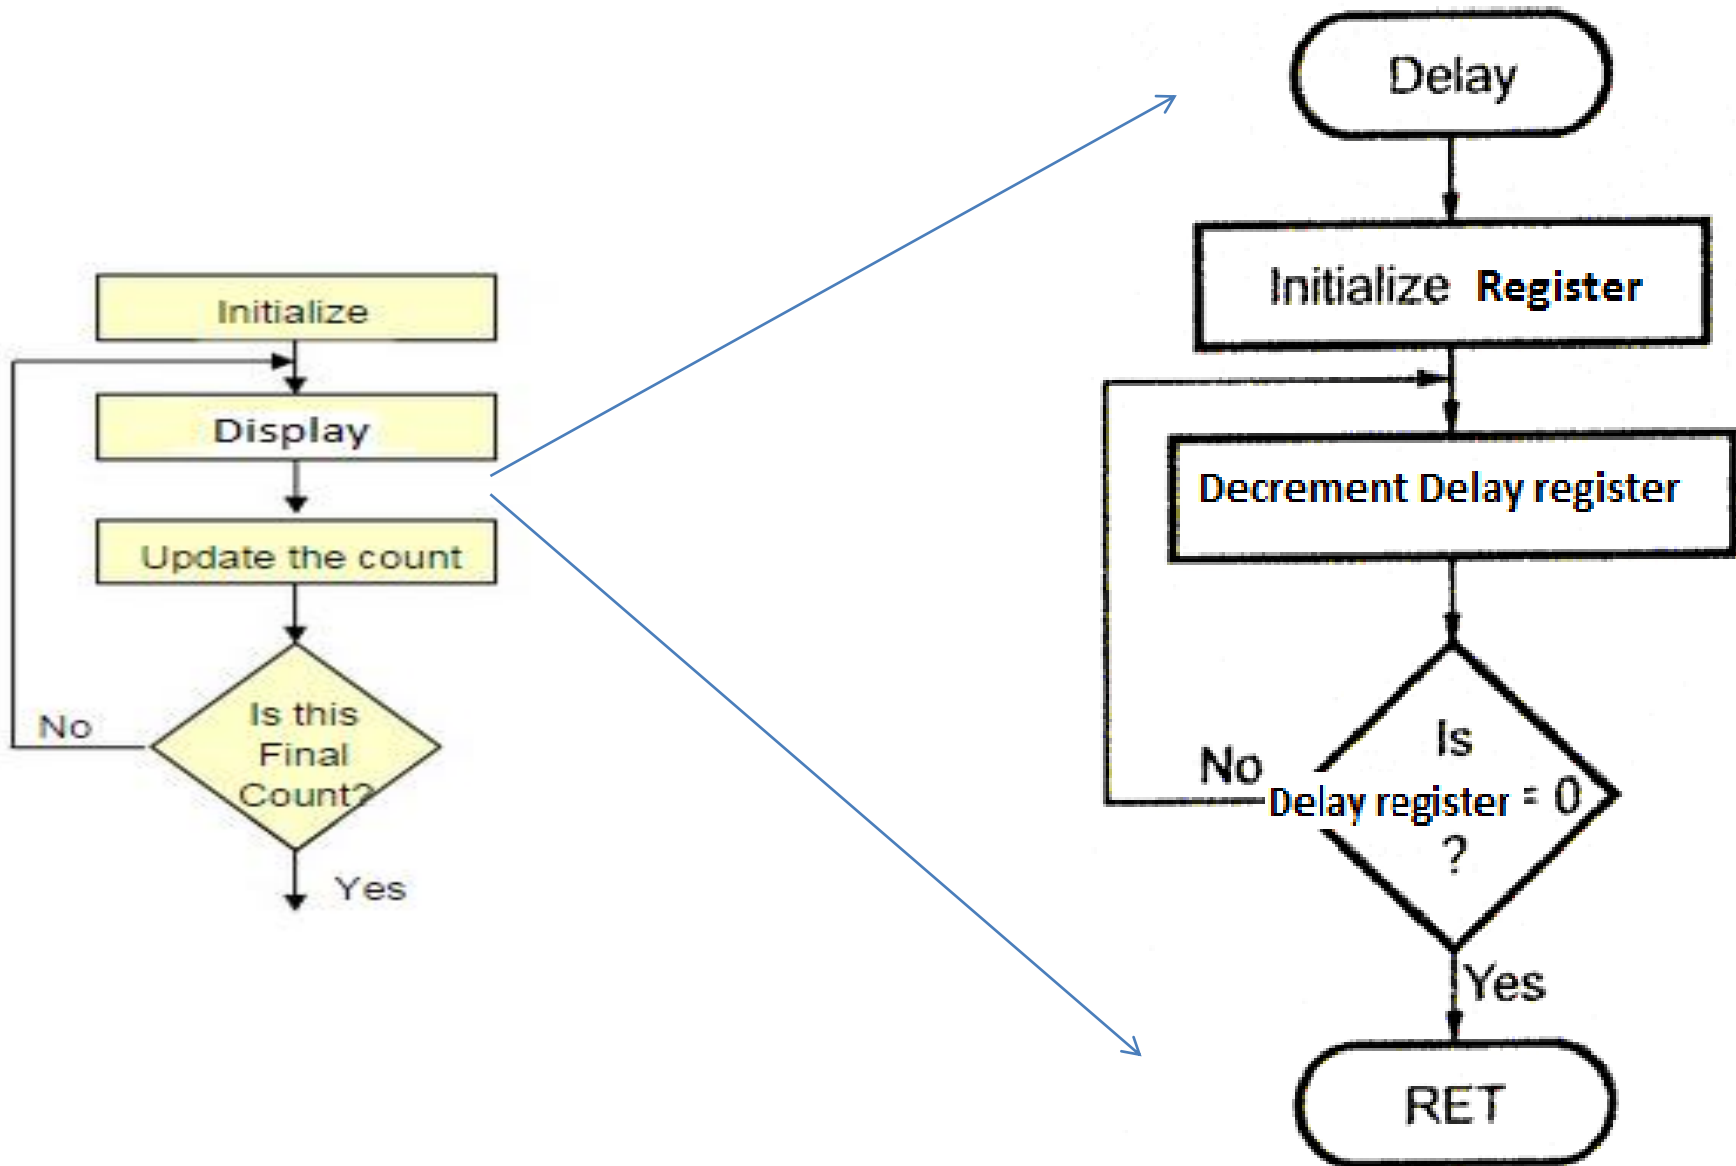 Initialize
Display
Update the count
Is this
Final
Count?
No
Yes
Delay
Initialize Register
Decrement Delay register
Is
Delay register = 0
?
No
Yes
RET